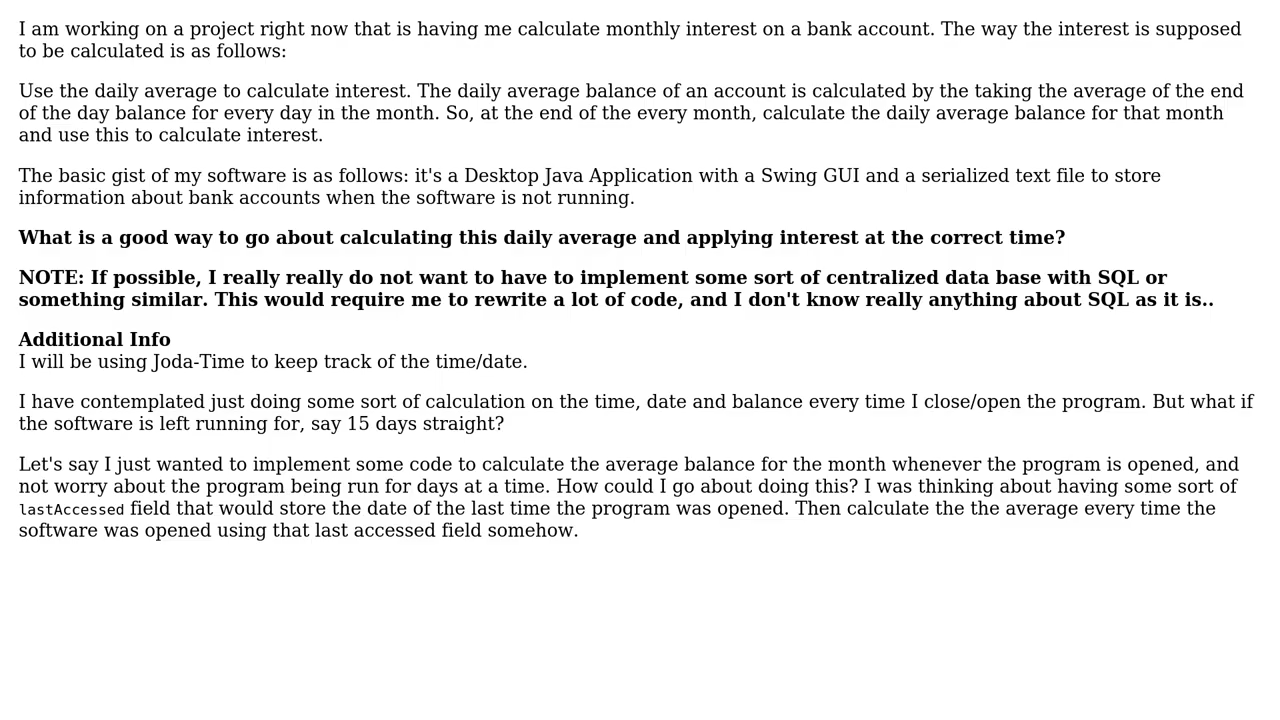 I am working on a project right now that is having me calculate monthly interest on a bank account. The way the interest is supposed
to be calculated is as follows:
Use the daily average to calculate interest. The daily average balance of an account is calculated by the taking the average of the end
of the day balance for every day in the month. So, at the end of the every month, calculate the daily average balance for that month
and use this to calculate interest.
The basic gist of my software is as follows: it's a Desktop Java Application with a Swing GUI and a serialized text file to store
information about bank accounts when the software is not running.
What is a good way to go about calculating this daily average and applying interest at the correct time?
NOTE: If possible, I really really do not want to have to implement some sort of centralized data base with SQL or
something similar. This would require me to rewrite a lot of code, and I don't know really anything about SQL as it is..
Additional Info
I will be using Joda-Time to keep track of the time/date.
I have contemplated just doing some sort of calculation on the time, date and balance every time I close/open the program. But what if
the software is left running for, say 15 days straight?
Let's say I just wanted to implement some code to calculate the average balance for the month whenever the program is opened, and
not worry about the program being run for days at a time. How could I go about doing this? I was thinking about having some sort of
lastAccessed field that would store the date of the last time the program was opened. Then calculate the the average every time the
software was opened using that last accessed field somehow.